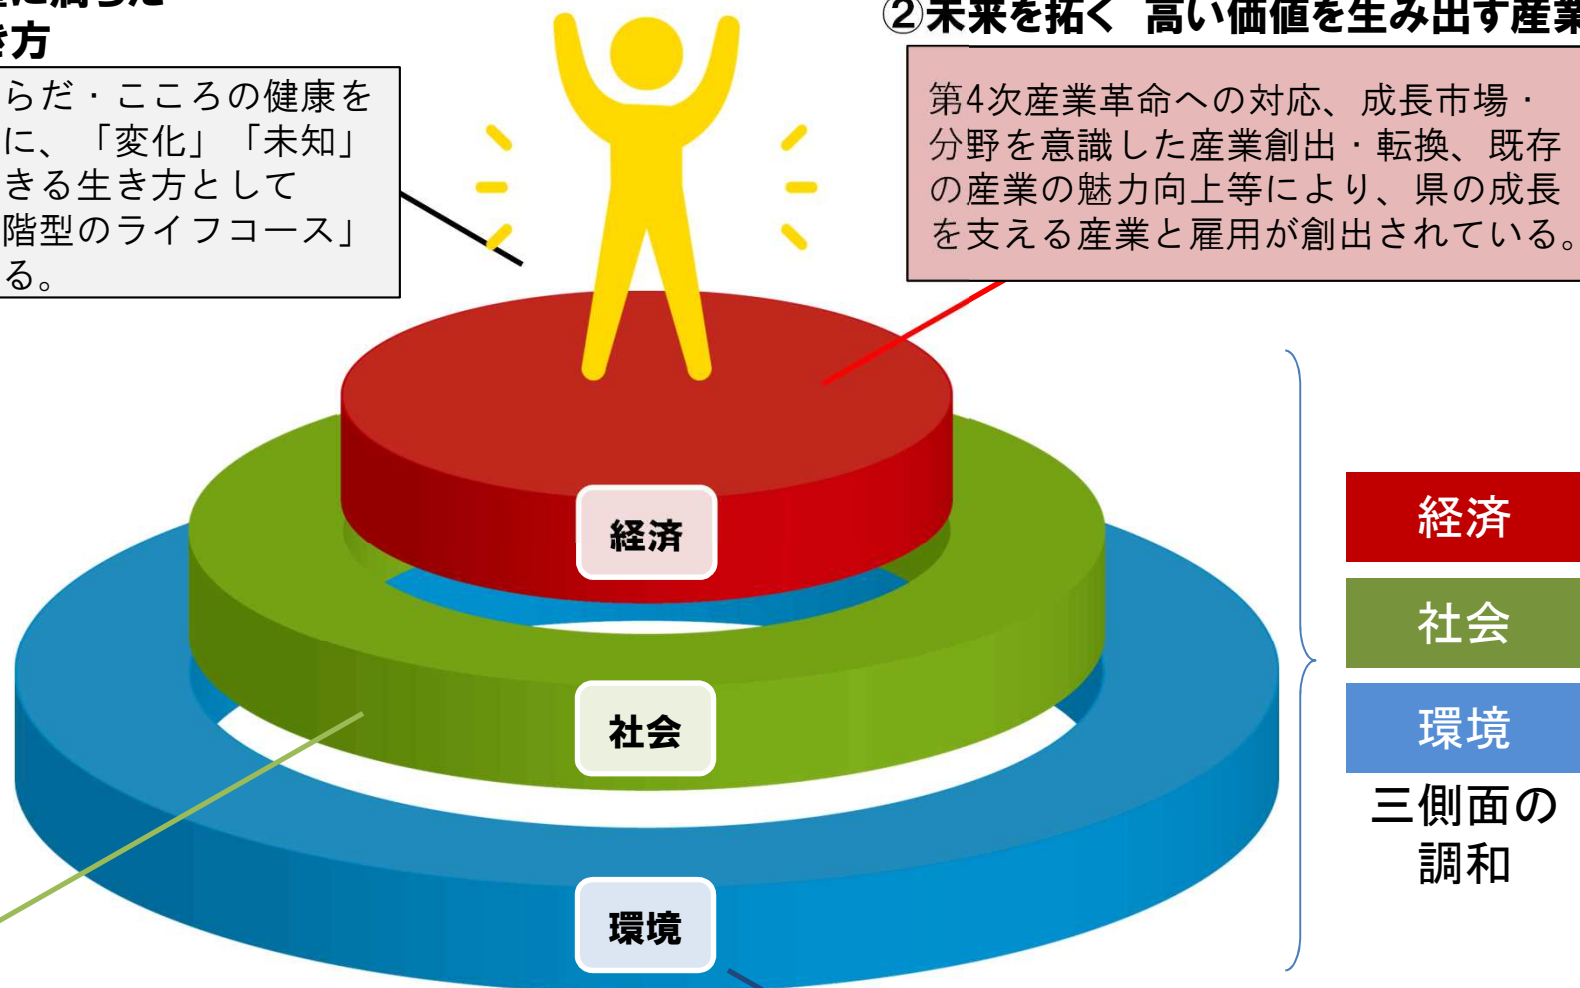 き方
らだ・こころの健康を
に、「変化」「未知」
きる生き方として
階型のライフコース」
る。
②未来を拓く 高い価値を生み出す産業
第4次産業革命への対応、成長市場・
分野を意識した産業創出・転換、既存
の産業の魅力向上等により、県の成長
を支える産業と雇用が創出されている。
経済
社会
環境
経済
社会
環境
三側面の
調和